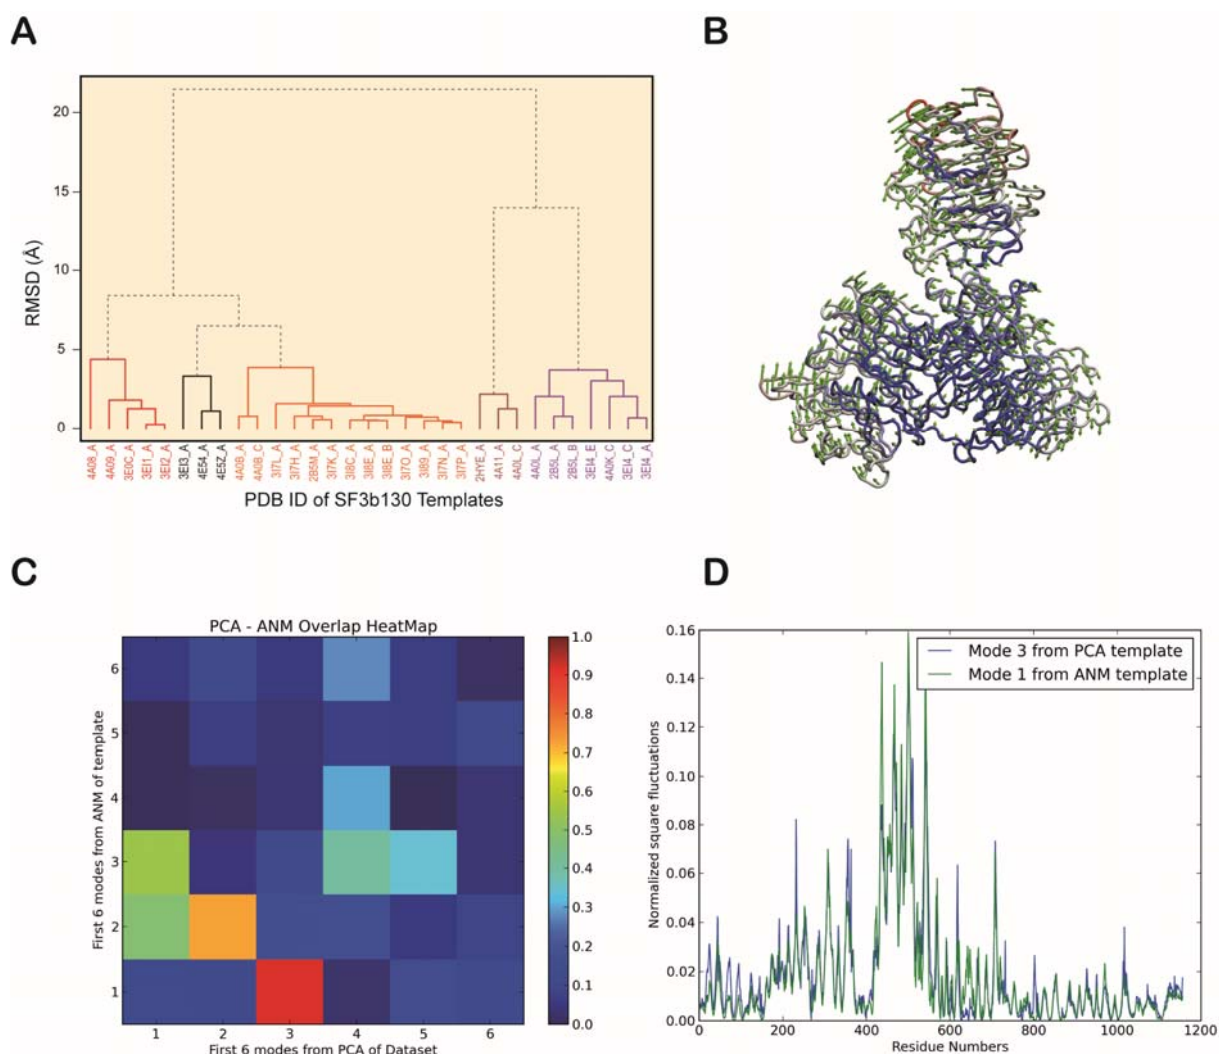 A
B
20
15
10
5
0
RMSD (Å)
4A08_A
4A09_A
3E0C_A
3EI1_A
3EI2_A
3EI3_A
4E54_A
4E5Z_A
4A0B_A
4A0B_C
3I7L_A
3I7H_A
2B5M_A
3I7K_A
3I8C_A
3I8E_A
3I8E_B
3I7O_A
3I89_A
3I7N_A
3I7P_A
2HYE_A
4A11_A
4A0L_C
4A0L_A
2B5L_A
2B5L_B
3EI4_E
4A0K_C
3EI4_C
3EI4_A
PDB ID of SF3b130 Templates
C
D
PCA - ANM Overlap HeatMap
First 6 modes from ANM of template
6
5
4
3
2
1
1 2 3 4 5 6
First 6 modes from PCA of Dataset
1.0
0.9
0.8
0.7
0.6
0.5
0.4
0.3
0.2
0.1
0.0
Normalized square fluctuations
0.16
0.14
0.12
0.10
0.08
0.06
0.04
0.02
0.00
Mode 3 from PCA template
Mode 1 from ANM template
0 200 400 600 800 1000 1200
Residue Numbers